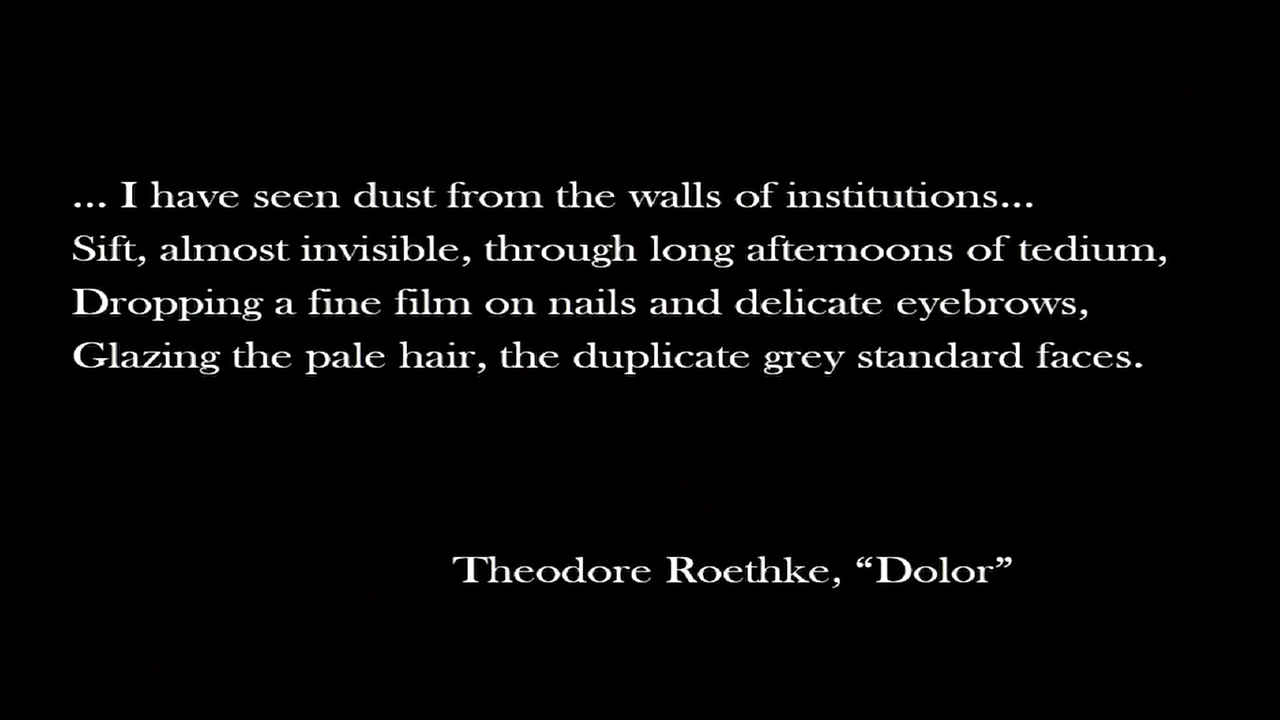 ... I have seen dust from the walls of institutions...
Sift, almost invisible, through long afternoons of tedium,
Dropping a fine film on nails and delicate eyebrows,
Glazing the pale hair, the duplicate grey standard faces.
Theodore Roethke, “Dolor”